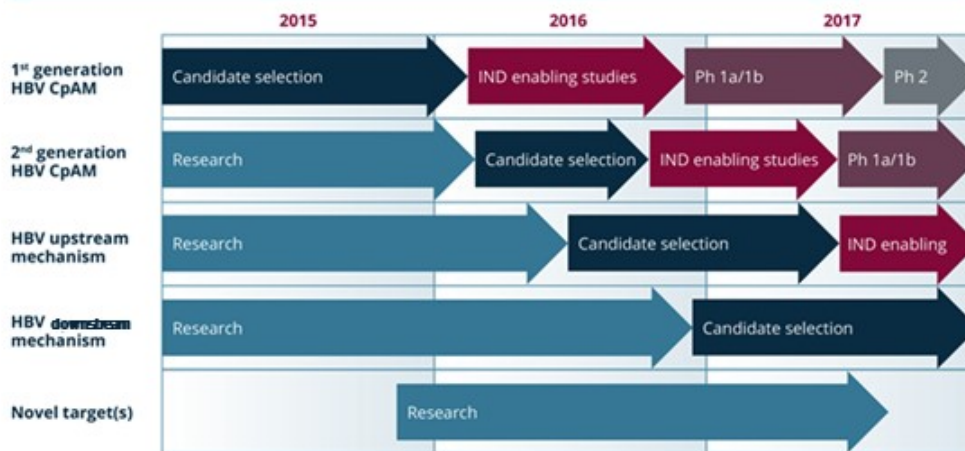 2015 2016 2017
1st generation
HBV CpAM
Candidate selection
IND enabling studies
Ph 1a/1b
Ph 2
2nd generation
HBV CpAM
Research
Candidate selection
IND enabling studies
Ph 1a/1b
HBV upstream
mechanism
Research
Candidate selection
IND enabling
HBV
mechanism
Research
Candidate selection
Novel target(s)
Research